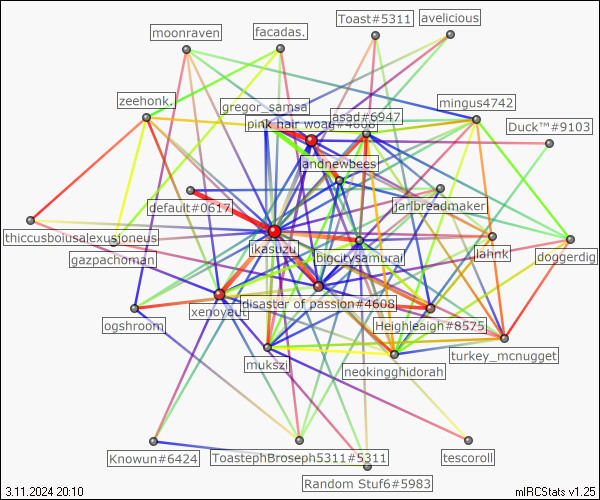 Toast#5311
avelicious
moonraven
facadas.
zeehonk.
gregor_samsa
mingus4742
pink hair woag#4608
asad#6947
Duck™#9103
andnewbees
default#0617
jarlbreadmaker
thiccusbolusalexusjoneus
ikasuzu
bigcitysamurai
lahnk
doggerdig
gazpachoman
xenoyaut
disaster of passion#4608
ogshroom
Heighleaigh#8575
turkey_mcnugget
mukszi
neokingghidorah
Knowun#6424
ToastephBroseph5311#5311
tescoroll
Random Stuf6#5983
3.11.2024 20:10
mIRCStats v1.25